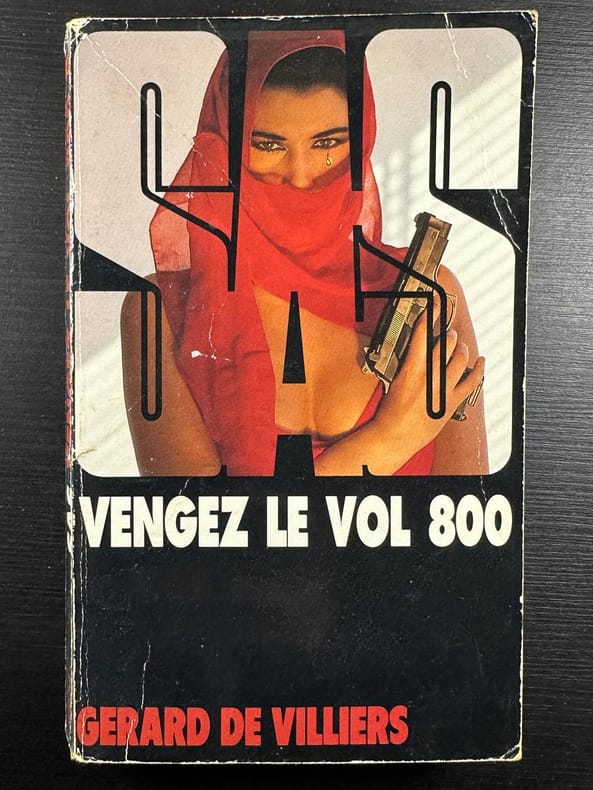 SAS
VENGEZ LE VOL 800
GERARD DE VILLIERS